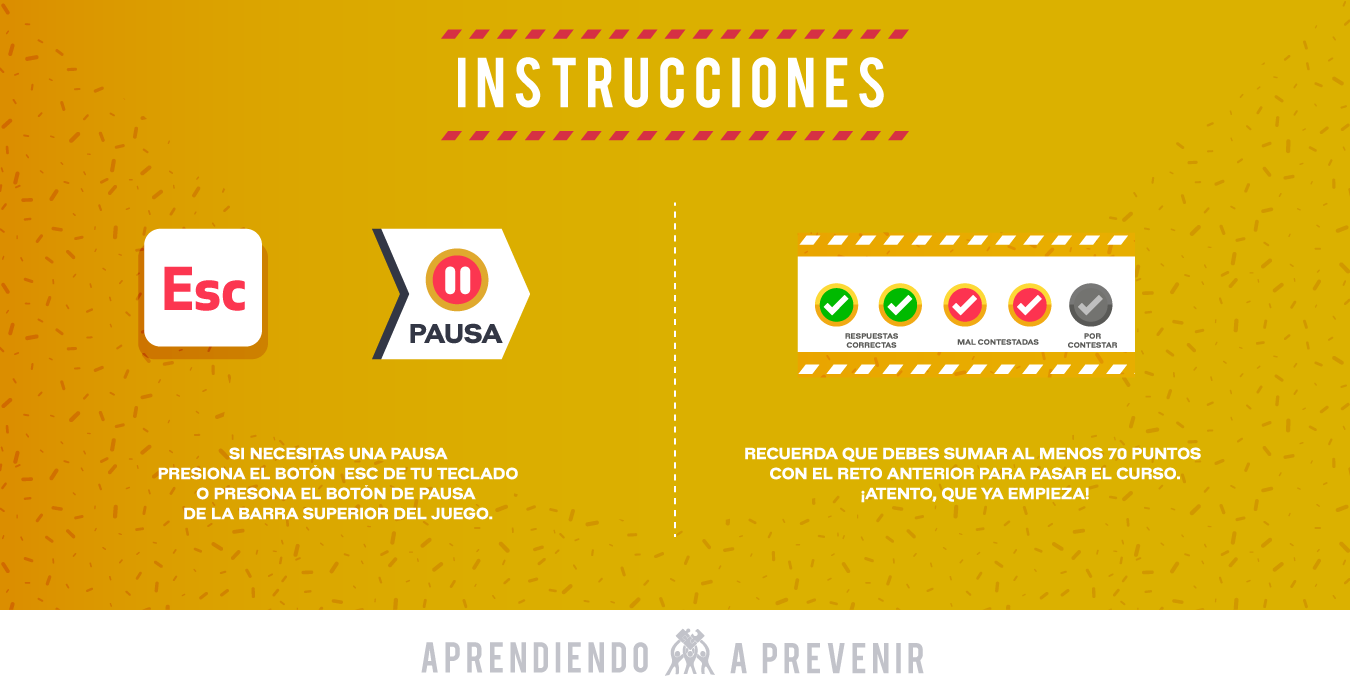 INSTRUCCIONES
Esc
PAUSA
SI NECESITAS UNA PAUSA
PRESIONA EL BOTÓN ESC DE TU TECLADO
O PRESONA EL BOTÓN DE PAUSA
DE LA BARRA SUPERIOR DEL JUEGO.
RESPUESTAS
CORRECTAS
MAL CONTESTADAS
POR
CONTESTAR
RECUERDA QUE DEBES SUMAR AL MENOS 70 PUNTOS
CON EL RETO ANTERIOR PARA PASAR EL CURSO.
¡ATENTO, QUE YA EMPIEZA!
APRENDIENDO A PREVENIR